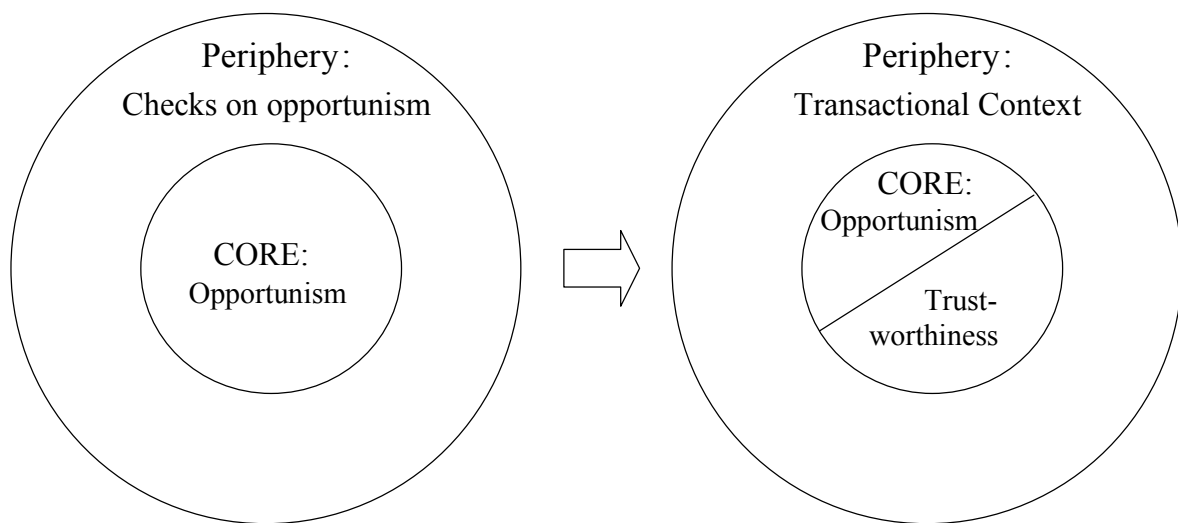 Periphery:
Checks on opportunism
CORE:
Opportunism
Periphery:
Transactional Context
CORE:
Opportunism
Trust-
worthiness